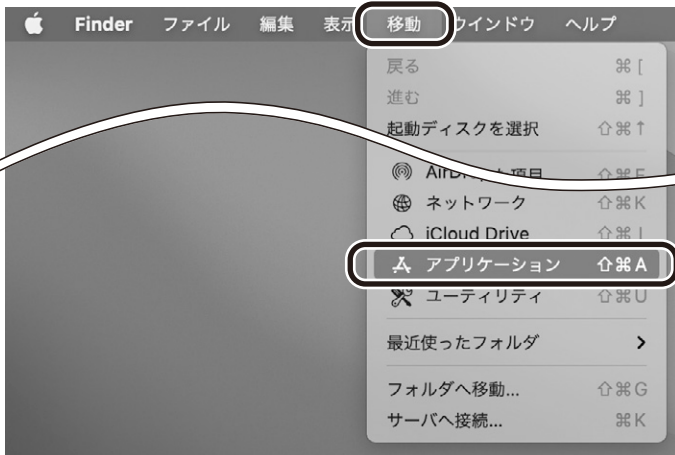 Finder ファイル 編集 表示 移動 ウインドウ ヘルプ
戻る ⌘ [
進む ⌘ ]
起動ディスクを選択 ⇧⌘↑
ネットワーク ⇧⌘K
iCloud Drive ⇧⌘I
アプリケーション ⇧⌘A
ユーティリティ ⇧⌘U
最近使ったフォルダ >
フォルダへ移動... ⇧⌘G
サーバへ接続... ⌘K